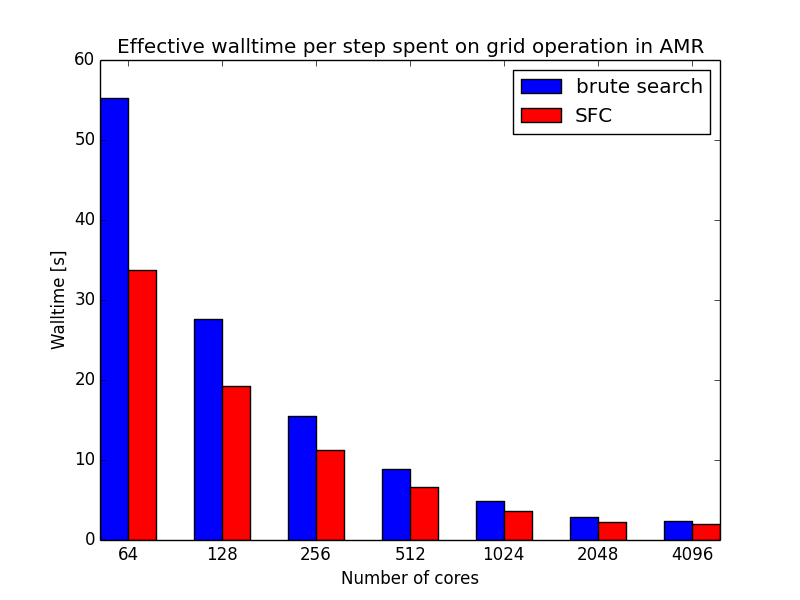 Effective walltime per step spent on grid operation in AMR
brute search
SFC
60
50
40
30
20
10
0
Walltime [s]
64 128 256 512 1024 2048 4096
Number of cores